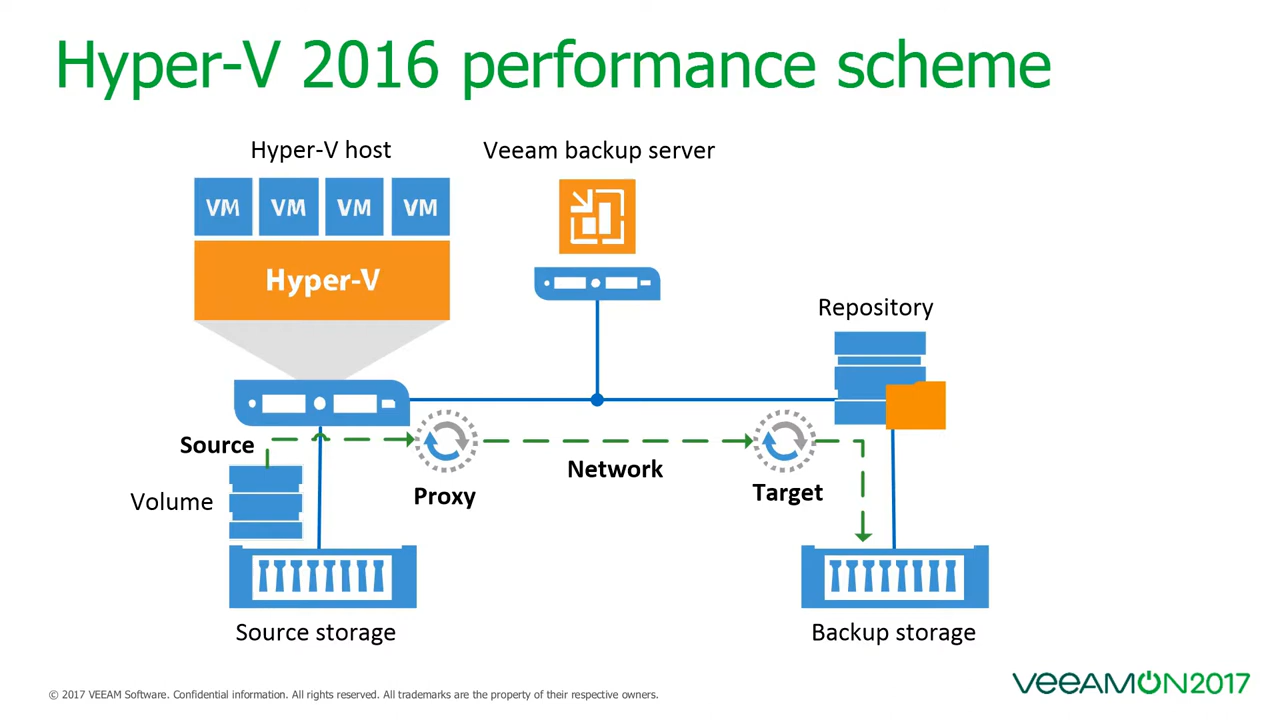 Hyper-V 2016 performance scheme
Hyper-V host
Veeam backup server
VM VM VM VM
Hyper-V
Repository
Source
Volume
Proxy
Network
Target
Source storage
Backup storage
© 2017 VEEAM Software. Confidential information. All rights reserved. All trademarks are the property of their respective owners.
VEEAMON2017